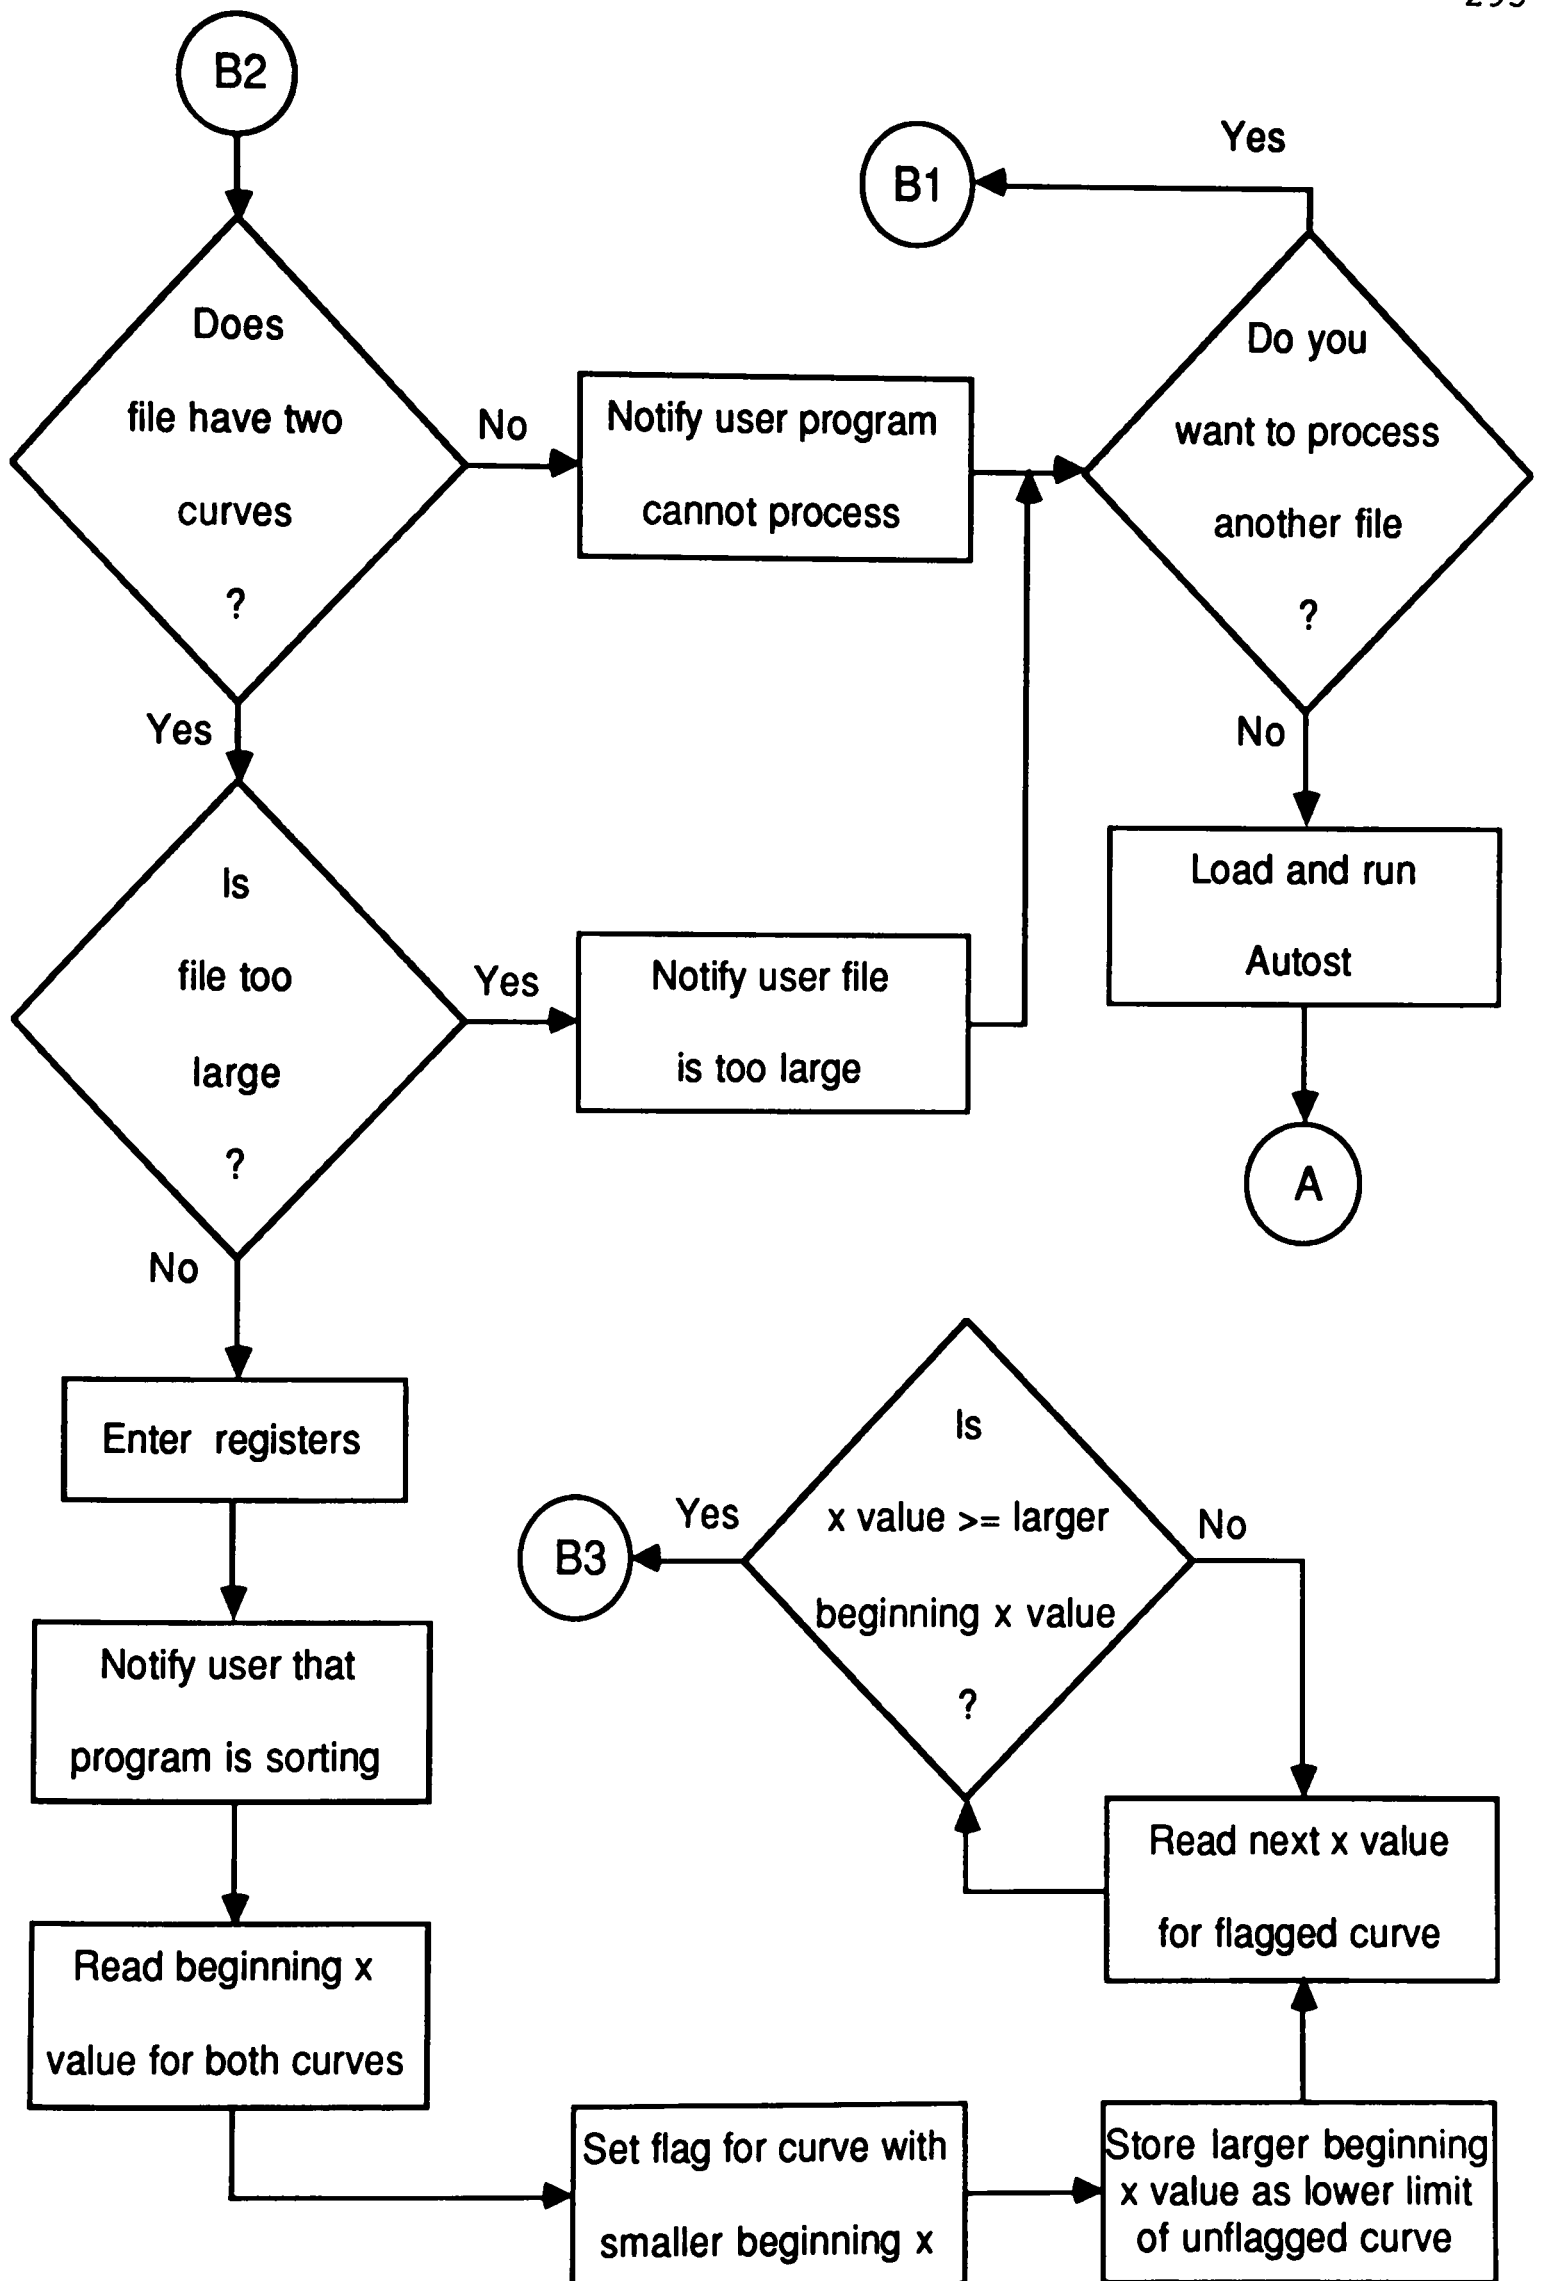 B2
Does
file have two
curves
?
No
Notify user program
cannot process
Yes
B1
Do you
want to process
another file
?
No
Load and run
Autost
A
Yes
Is
file too
large
?
Yes
Notify user file
is too large
No
Enter registers
Notify user that
program is sorting
Read beginning x
value for both curves
Set flag for curve with
smaller beginning x
Store larger beginning
x value as lower limit
of unflagged curve
Read next x value
for flagged curve
Is
x value >= larger
beginning x value
?
No
Yes
B3